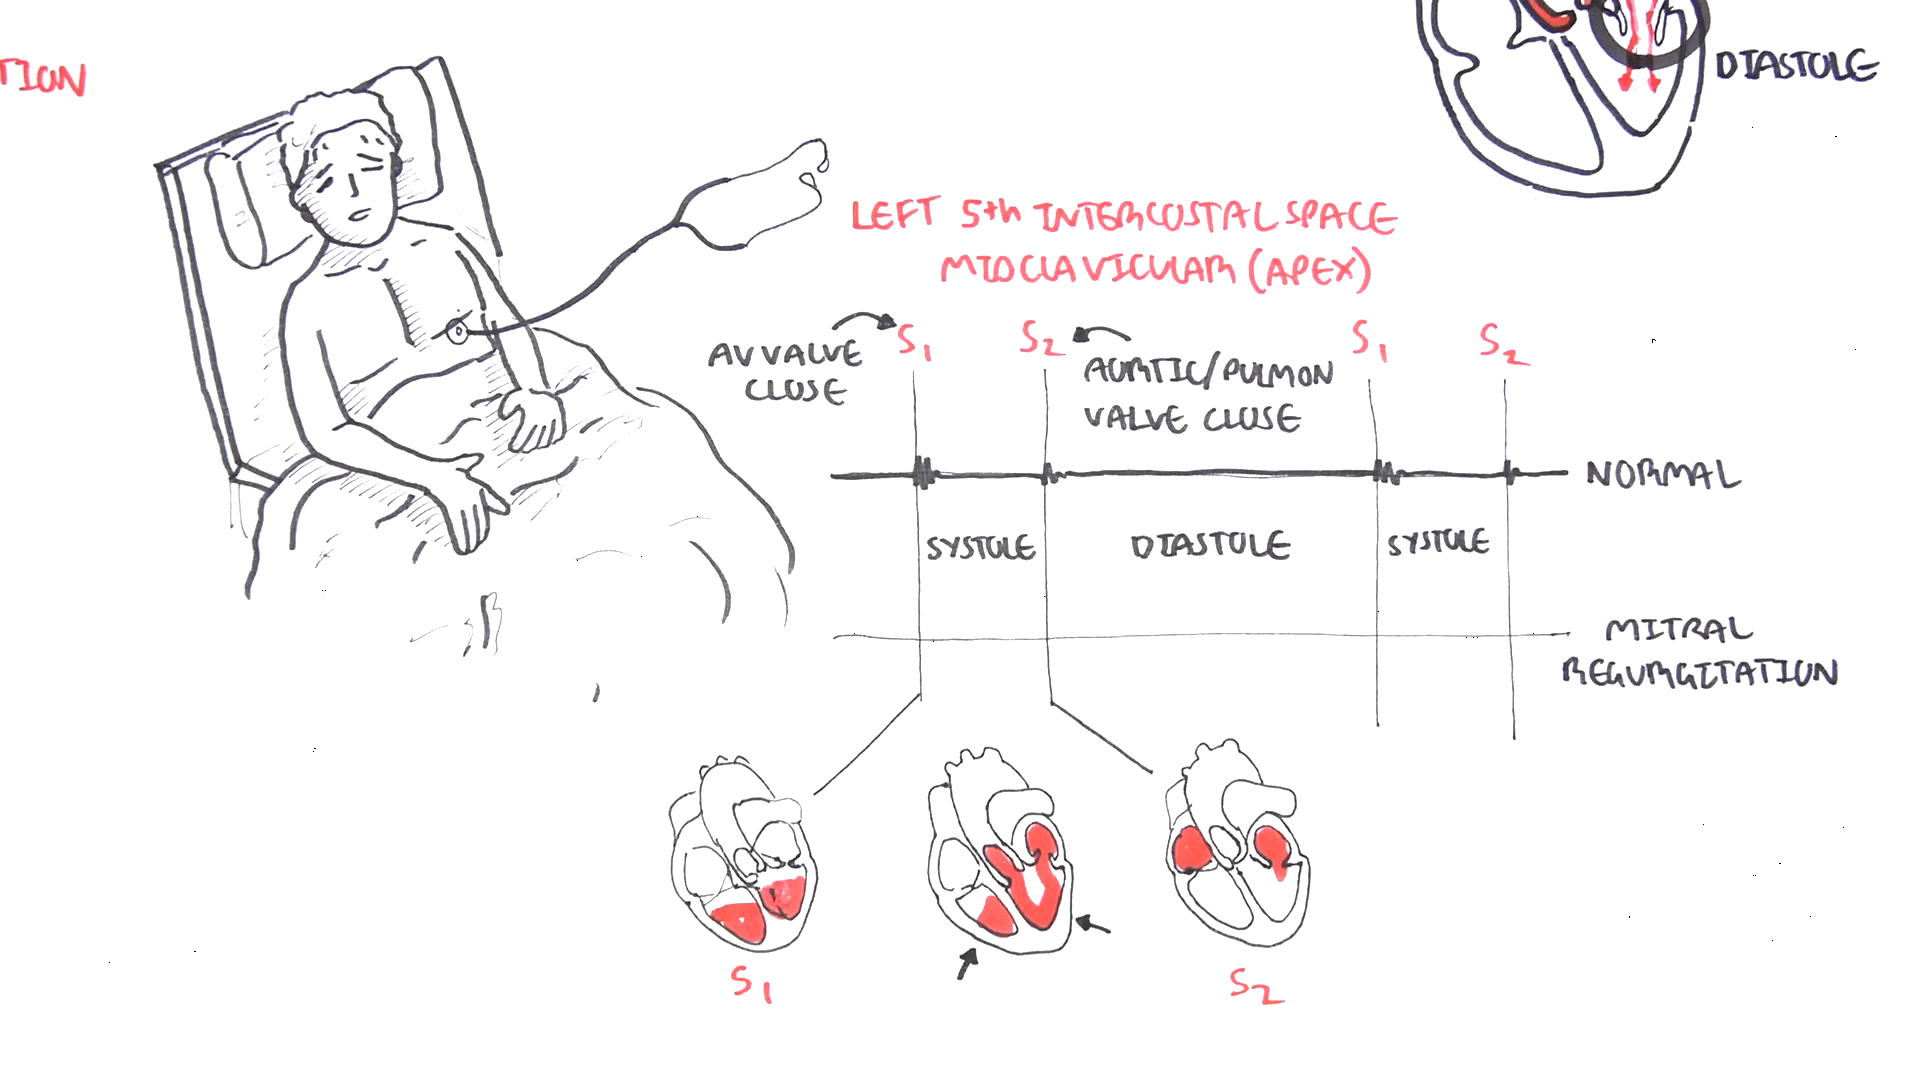 TION
DIASTOLE
LEFT 5th INTERCOSTAL SPACE
MIDCLAVICULAR (APEX)
S1
S2
S1
S2
AV VALVE
CLOSE
AORTIC/PULMON
VALVE CLOSE
NORMAL
SYSTOLE
DIASTOLE
SYSTOLE
MITRAL
REGURGITATION
S1
S2